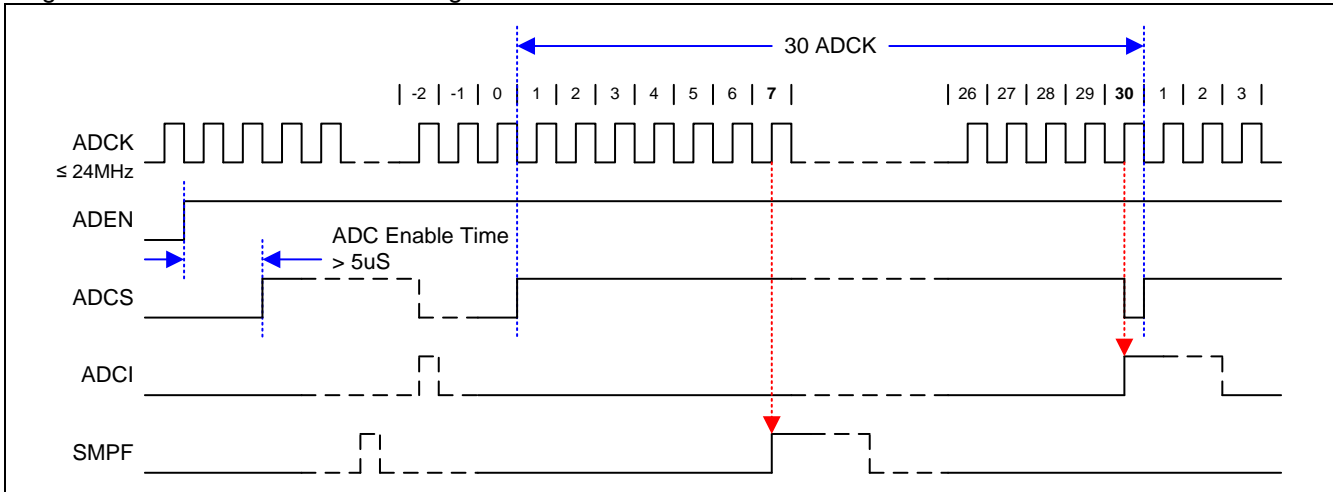 30 ADCK
| -2 | -1 | 0 | 1 | 2 | 3 | 4 | 5 | 6 | 7 | | 26 | 27 | 28 | 29 | 30 | 1 | 2 | 3 |
ADCK
≤ 24MHz
ADEN
ADC Enable Time
> 5uS
ADCS
ADCI
SMPF